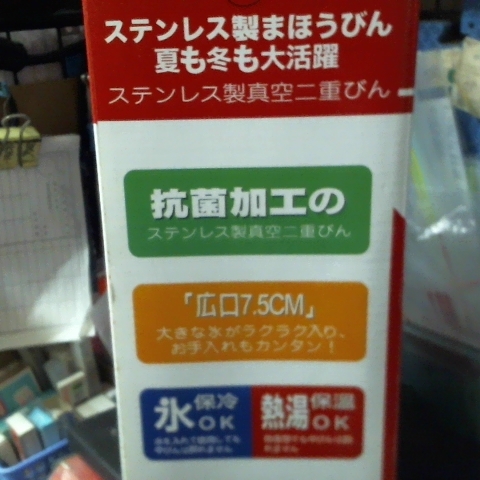 ステンレス製まほうびん
夏も冬も大活躍
ステンレス製真空二重びん
抗菌加工の
ステンレス製真空二重びん
「広口7.5CM」
大きな氷がラクラク入り、
お手入れもカンタン！
氷 保冷OK
熱湯 保温OK